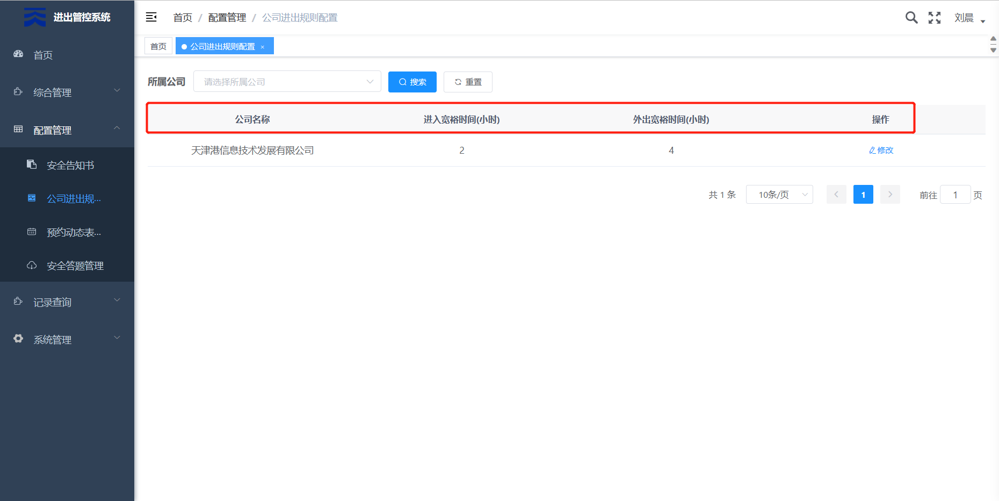 进出管控系统
首页
综合管理
配置管理
安全告知书
公司进出规...
预约动态表...
安全答题管理
记录查询
系统管理
首页 / 配置管理 / 公司进出规则配置
刘晨
首页
公司进出规则配置 ×
所属公司 请选择所属公司 搜索 重置
公司名称 进入宽裕时间(小时) 外出宽裕时间(小时) 操作
天津港信息技术发展有限公司 2 4 修改
共 1 条 10条/页 1 前往 1 页